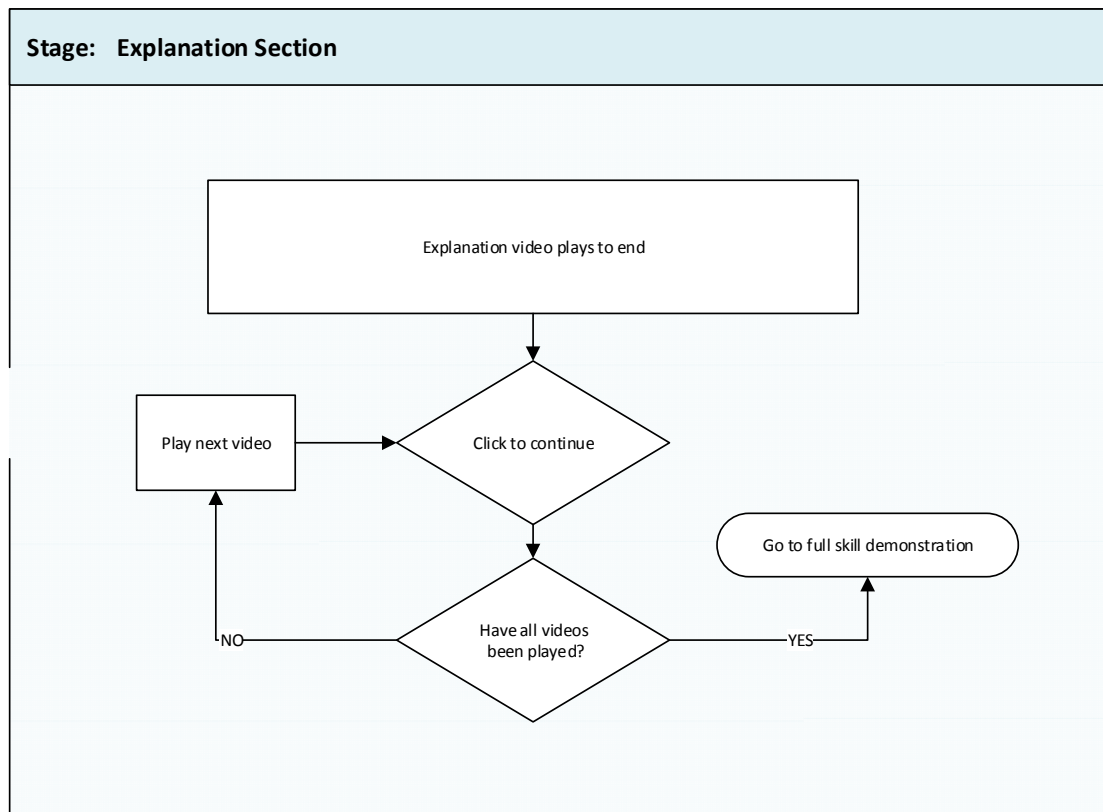 Stage: Explanation Section
Explanation video plays to end
Play next video
Click to continue
Go to full skill demonstration
Have all videos
been played?
NO
YES